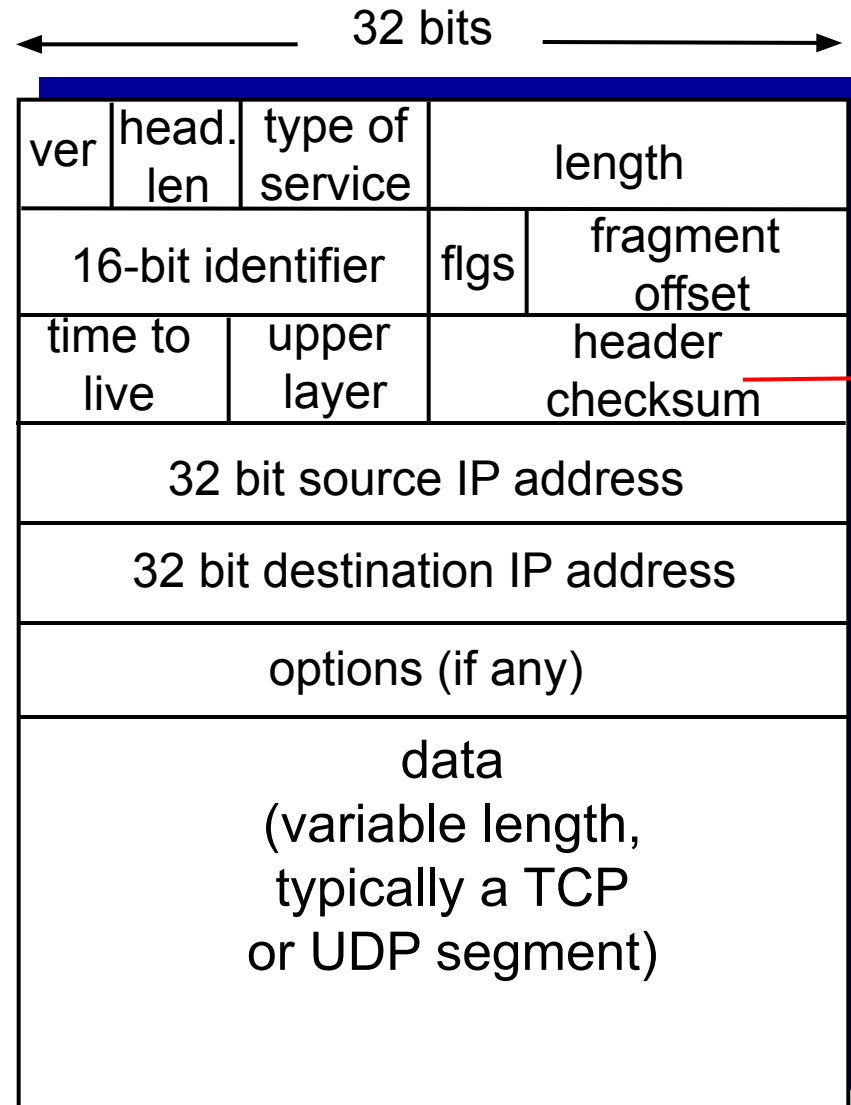 32 bits
ver
head.
len
type of
service
length
16-bit identifier
flgs
fragment
offset
time to
live
upper
layer
header
checksum
32 bit source IP address
32 bit destination IP address
options (if any)
data
(variable length,
typically a TCP
or UDP segment)